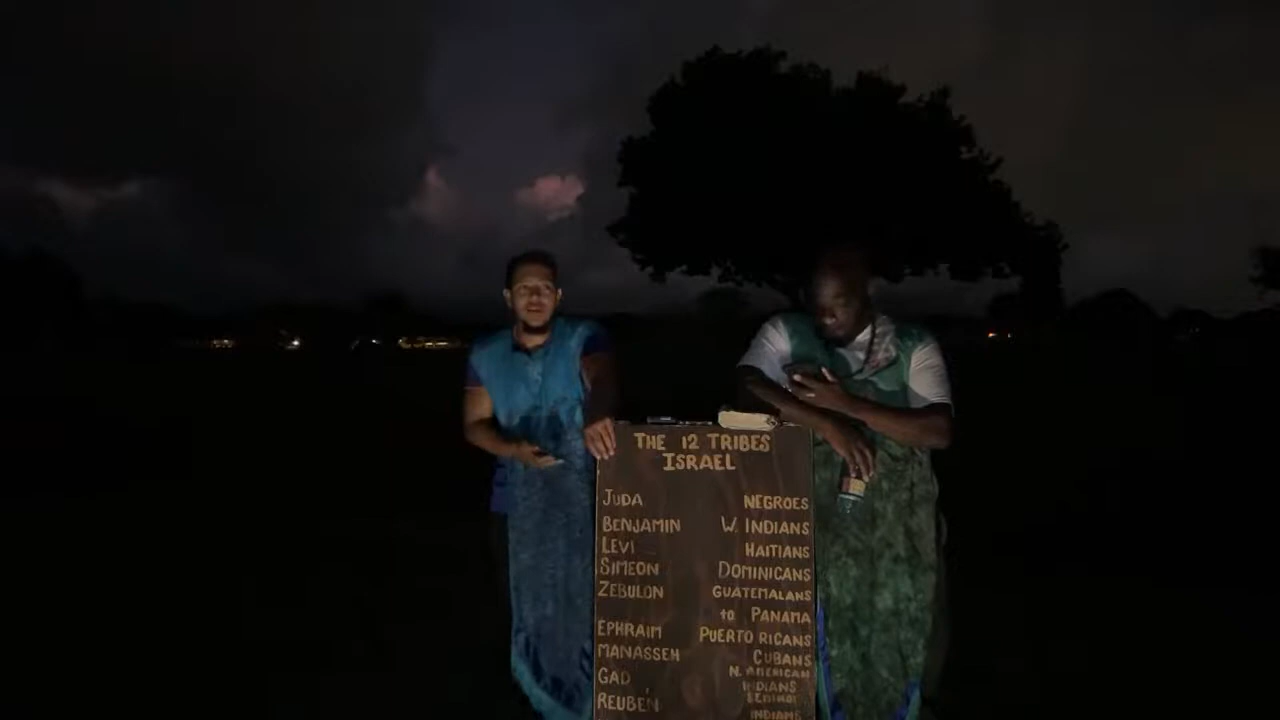 THE 12 TRIBES
ISRAEL
JUDA NEGROES
BENJAMIN W. INDIANS
LEVI HAITIANS
SIMEON DOMINICANS
ZEBULON GUATEMALANS
to PANAMA
EPHRAIM PUERTO RICANS
MANASSEH CUBANS
GAD N. AMERICAN
INDIANS
REUBEN SEMINOL
INDIANS